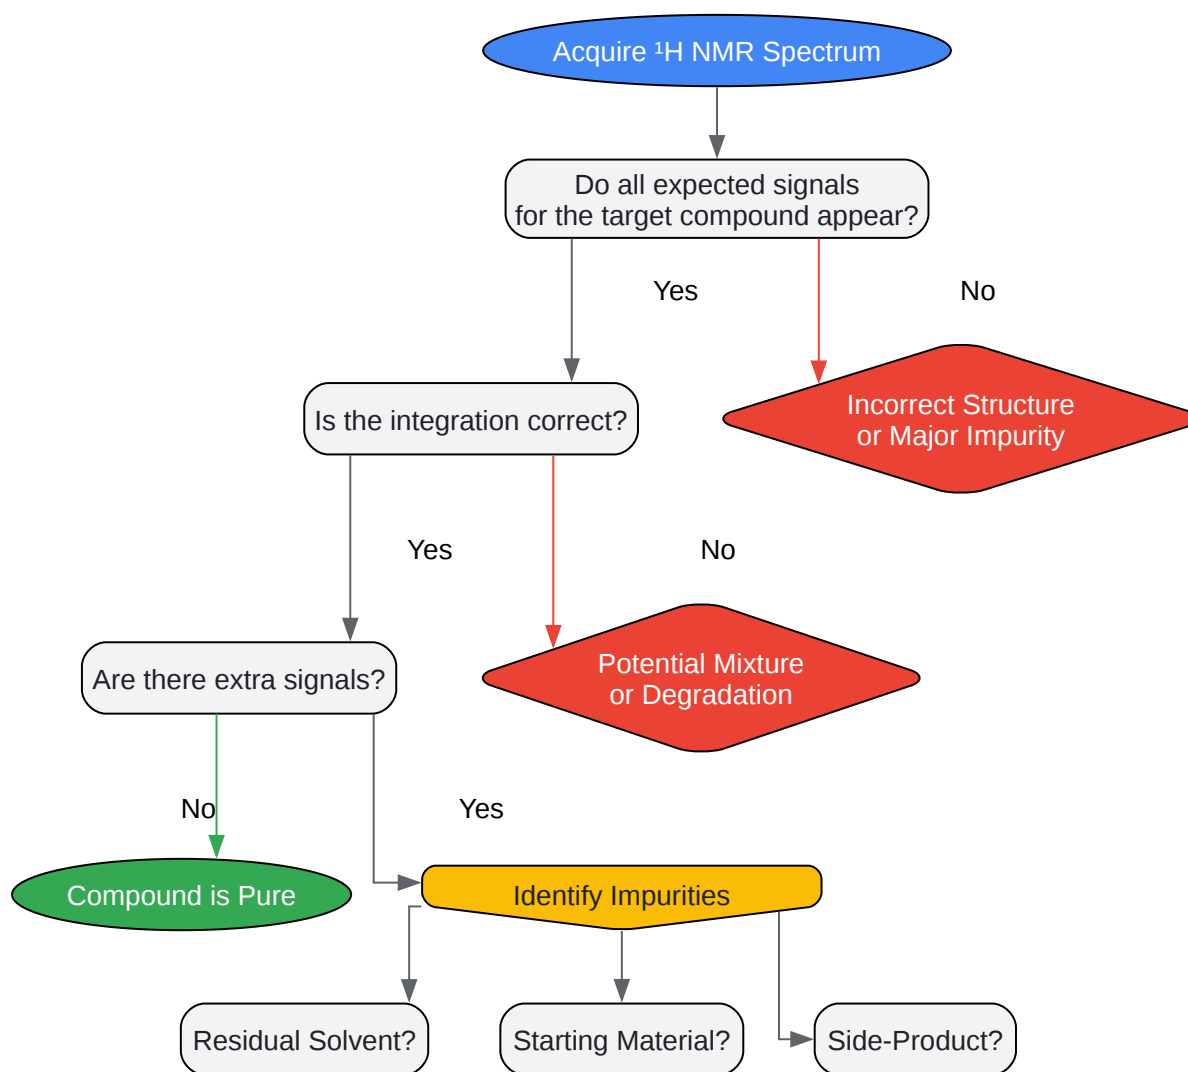 Acquire ¹H NMR Spectrum
Do all expected signals
for the target compound appear?
Yes
No
Incorrect Structure
or Major Impurity
Is the integration correct?
Yes
No
Potential Mixture
or Degradation
Are there extra signals?
No
Yes
Compound is Pure
Identify Impurities
Residual Solvent?
Starting Material?
Side-Product?